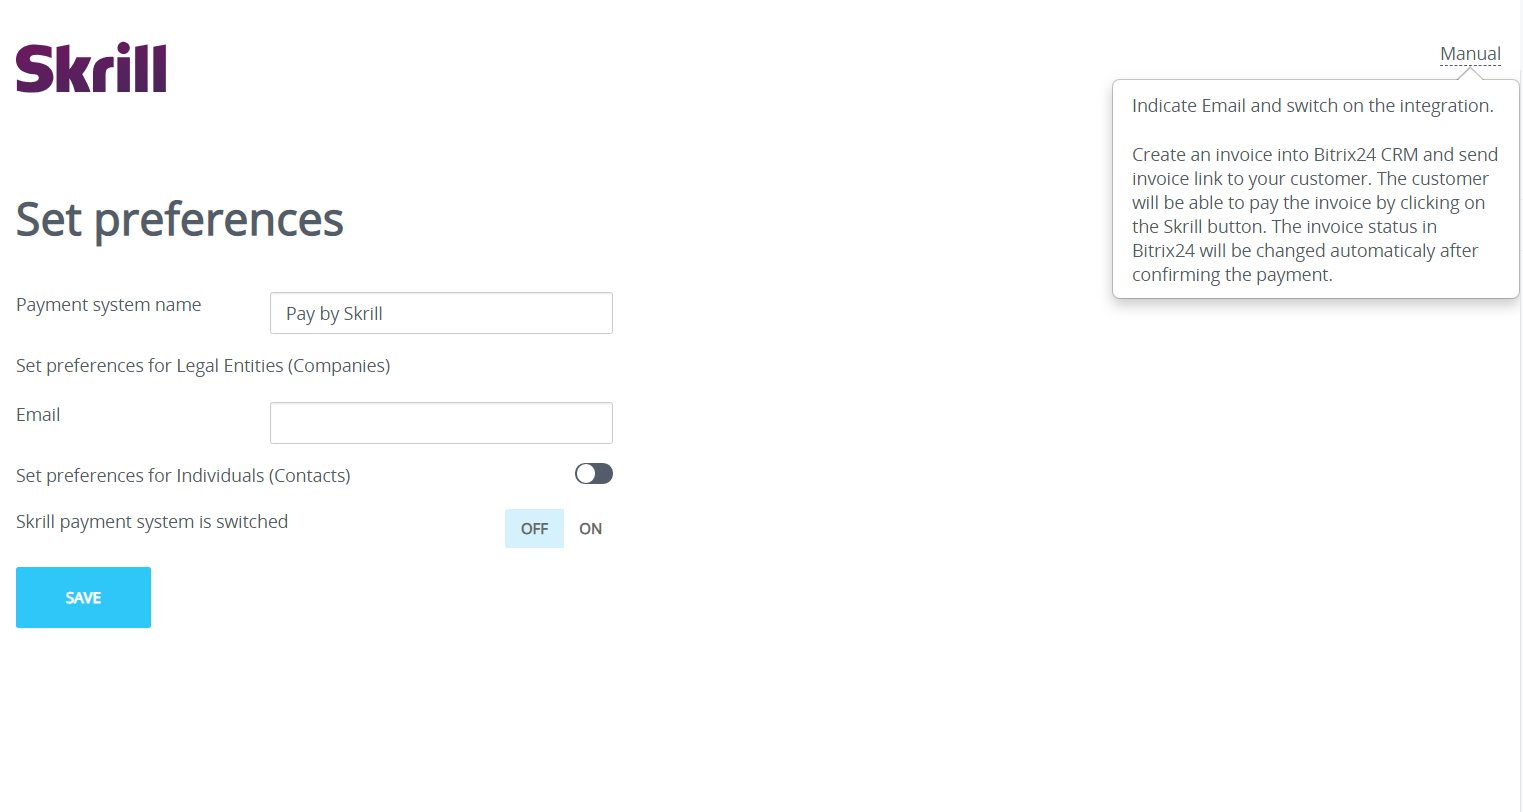 Skrill
Manual
Indicate Email and switch on the integration.
Create an invoice into Bitrix24 CRM and send
invoice link to your customer. The customer
will be able to pay the invoice by clicking on
the Skrill button. The invoice status in
Bitrix24 will be changed automaticaly after
confirming the payment.
Set preferences
Payment system name
Pay by Skrill
Set preferences for Legal Entities (Companies)
Email
Set preferences for Individuals (Contacts)
Skrill payment system is switched
OFF ON
SAVE